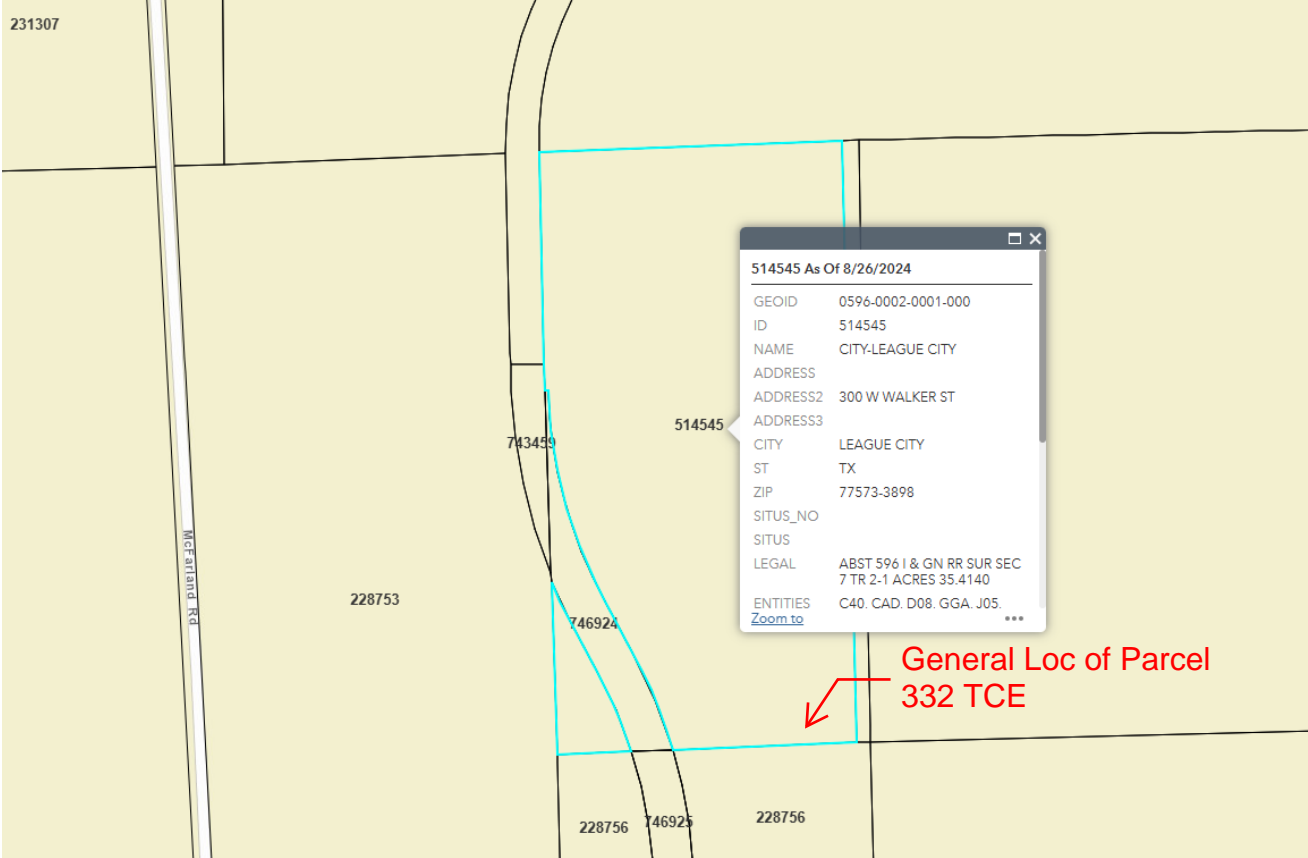 231307
514545 As Of 8/26/2024
GEOID 0596-0002-0001-000
ID 514545
NAME CITY-LEAGUE CITY
ADDRESS
ADDRESS2 300 W WALKER ST
ADDRESS3
CITY LEAGUE CITY
ST TX
ZIP 77573-3898
SITUS_NO
SITUS
LEGAL ABST 596 I & GN RR SUR SEC
7 TR 2-1 ACRES 35.4140
ENTITIES C40. CAD. D08. GGA. J05.
Zoom to
514545
743459
McFarland Rd
228753
746924
General Loc of Parcel
332 TCE
228756
746925
228756